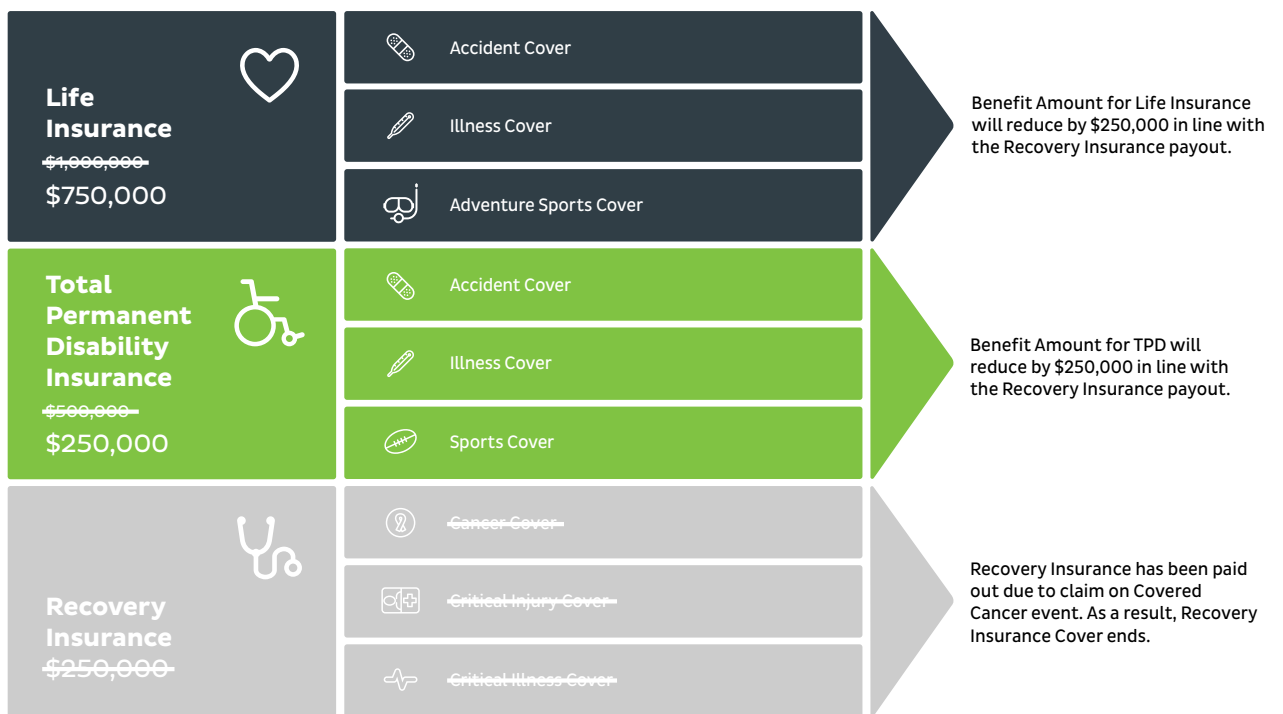 Life
Insurance
$1,000,000
$750,000
Accident Cover
Illness Cover
Adventure Sports Cover
Benefit Amount for Life Insurance
will reduce by $250,000 in line with
the Recovery Insurance payout.
Total
Permanent
Disability
Insurance
$500,000
$250,000
Accident Cover
Illness Cover
Sports Cover
Benefit Amount for TPD will
reduce by $250,000 in line with
the Recovery Insurance payout.
Recovery
Insurance
$250,000
Cancer Cover
Critical Injury Cover
Critical Illness Cover
Recovery Insurance has been paid
out due to claim on Covered
Cancer event. As a result, Recovery
Insurance Cover ends.